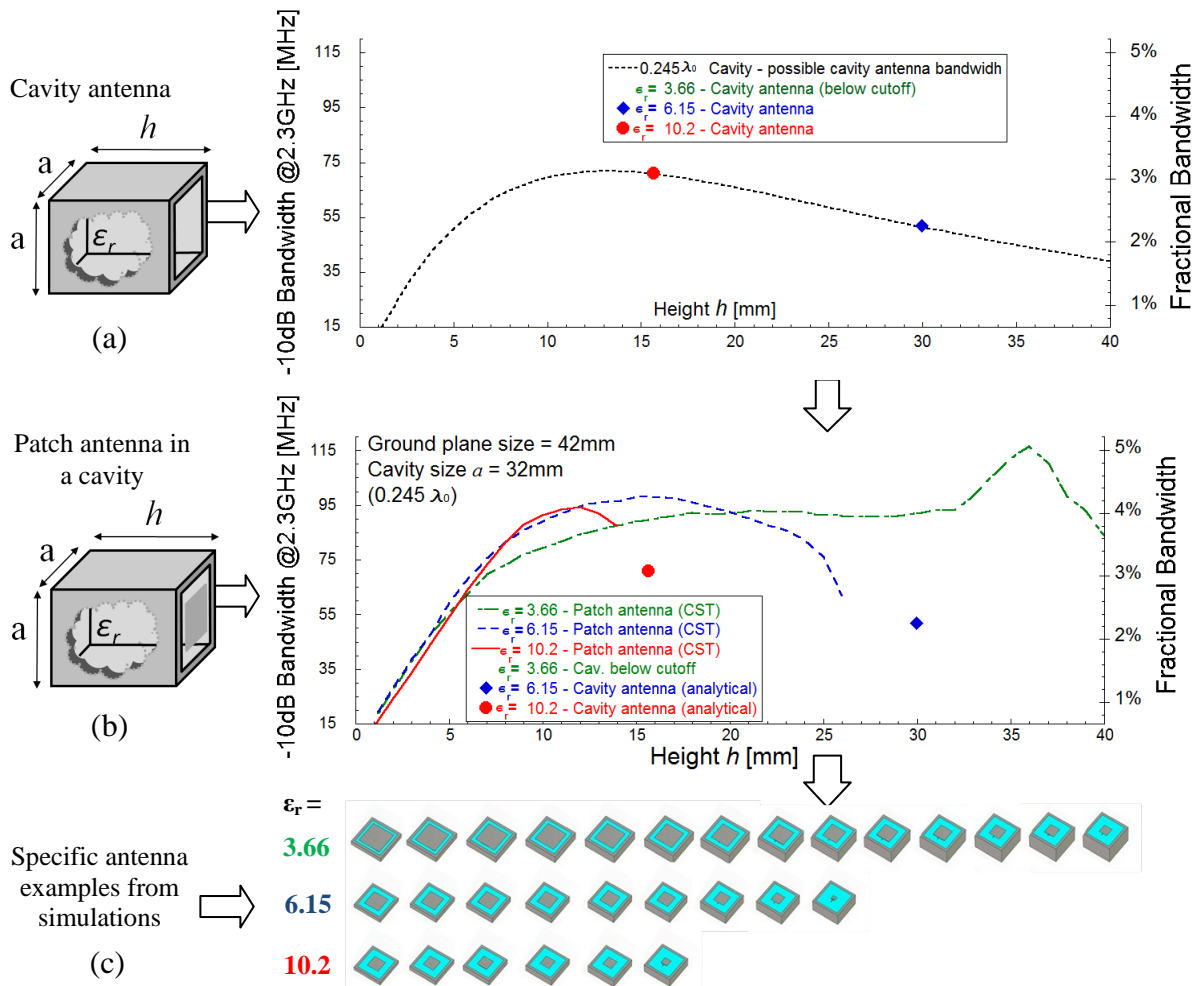 Cavity antenna
h
a
a
εr
(a)
-10dB Bandwidth @2.3GHz [MHz]
115
95
75
55
35
15
0.245λ0 Cavity - possible cavity antenna bandwidh
ϵr= 3.66 - Cavity antenna (below cutoff)
ϵr= 6.15 - Cavity antenna
ϵr= 10.2 - Cavity antenna
Height h [mm]
0 5 10 15 20 25 30 35 40
5%
4%
3%
2%
1%
Fractional Bandwidth
Patch antenna in
a cavity
h
a
a
εr
(b)
-10dB Bandwidth @2.3GHz [MHz]
115
95
75
55
35
15
Ground plane size = 42mm
Cavity size a = 32mm
(0.245 λ0)
ϵr= 3.66 - Patch antenna (CST)
ϵr= 6.15 - Patch antenna (CST)
ϵr= 10.2 - Patch antenna (CST)
ϵr= 3.66 - Cav. below cutoff
ϵr= 6.15 - Cavity antenna (analytical)
ϵr= 10.2 - Cavity antenna (analytical)
0 5 10 15 20 25 30 35 40
Height h [mm]
5%
4%
3%
2%
1%
Fractional Bandwidth
Specific antenna
examples from
simulations
(c)
εr =
3.66
6.15
10.2